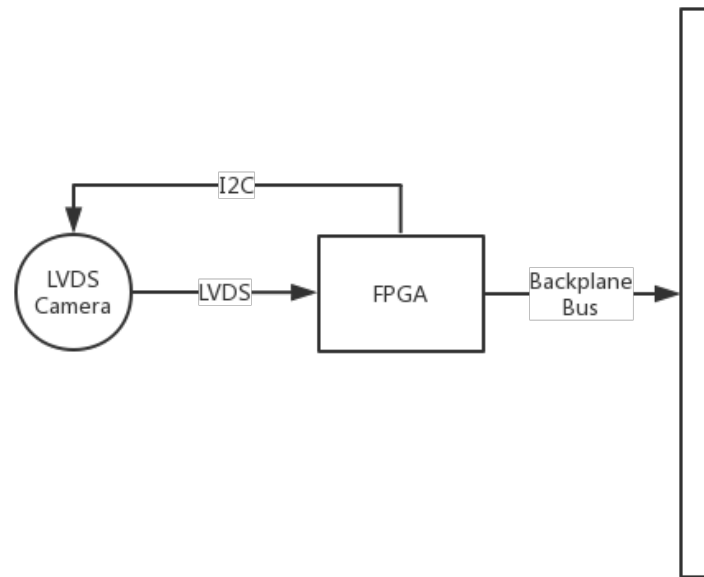 I2C
LVDS
Camera
LVDS
FPGA
Backplane
Bus